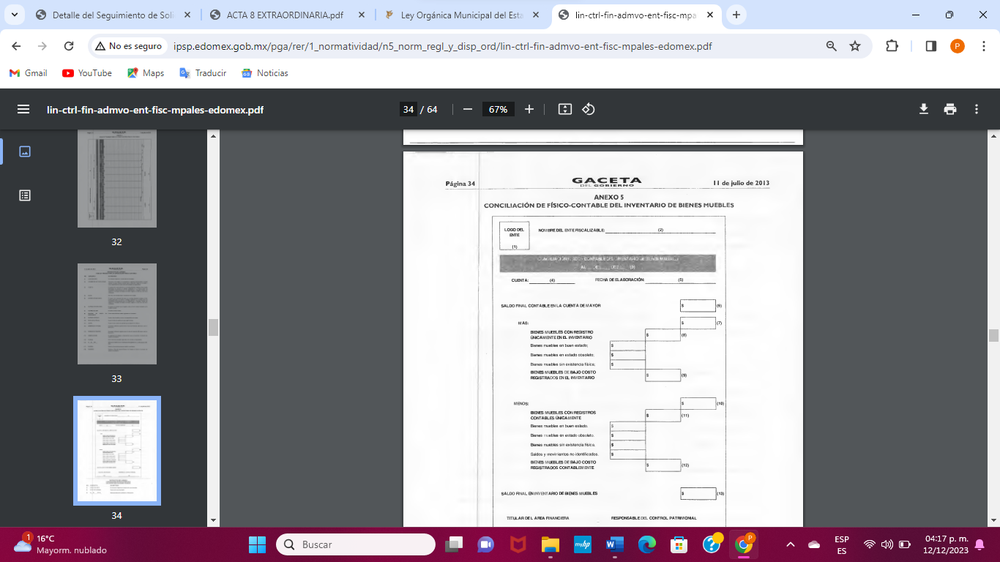 Detalle del Seguimiento de Soli
ACTA 8 EXTRAORDINARIA.pdf
Ley Orgánica Municipal del Esta
lin-ctrl-fin-admvo-ent-fisc-mpa
No es seguro
ipsp.edomex.gob.mx/pga/rer/1_normatividad/n5_norm_regl_y_disp_ord/lin-ctrl-fin-admvo-ent-fisc-mpales-edomex.pdf
P
Gmail
YouTube
Maps
Traducir
Noticias
lin-ctrl-fin-admvo-ent-fisc-mpales-edomex.pdf
34 / 64
67%
32
33
34
Página 34
GACETA
DEL GOBIERNO
11 de julio de 2013
ANEXO 5
CONCILIACIÓN DE FÍSICO-CONTABLE DEL INVENTARIO DE BIENES MUEBLES
LOGO DEL
ENTE
(1)
NOMBRE DEL ENTE FISCALIZABLE: (2)
CUENTA: (4)
FECHA DE ELABORACIÓN: (5)
SALDO FINAL CONTABLE EN LA CUENTA DE MAYOR $ (6)
MÁS: $ (7)
BIENES MUEBLES CON REGISTRO
ÚNICAMENTE EN EL INVENTARIO $ (8)
Bienes muebles en buen estado; $
Bienes muebles en estado obsoleto; $
Bienes muebles sin existencia física; $
BIENES MUEBLES DE BAJO COSTO
REGISTRADOS EN EL INVENTARIO $ (9)
MENOS: $ (10)
BIENES MUEBLES CON REGISTROS
CONTABLES ÚNICAMENTE $ (11)
Bienes muebles en buen estado. $
Bienes muebles en estado obsoleto. $
Bienes muebles sin existencia física. $
Saldos y movimientos no identificados. $
BIENES MUEBLES DE BAJO COSTO
REGISTRADOS CONTABLEMENTE $ (12)
SALDO FINAL EN INVENTARIO DE BIENES MUEBLES $ (13)
TITULAR DEL ÁREA FINANCIERA
RESPONSABLE DEL CONTROL PATRIMONIAL
1
16°C
Mayorm. nublado
Buscar
ESP
ES
04:17 p. m.
12/12/2023